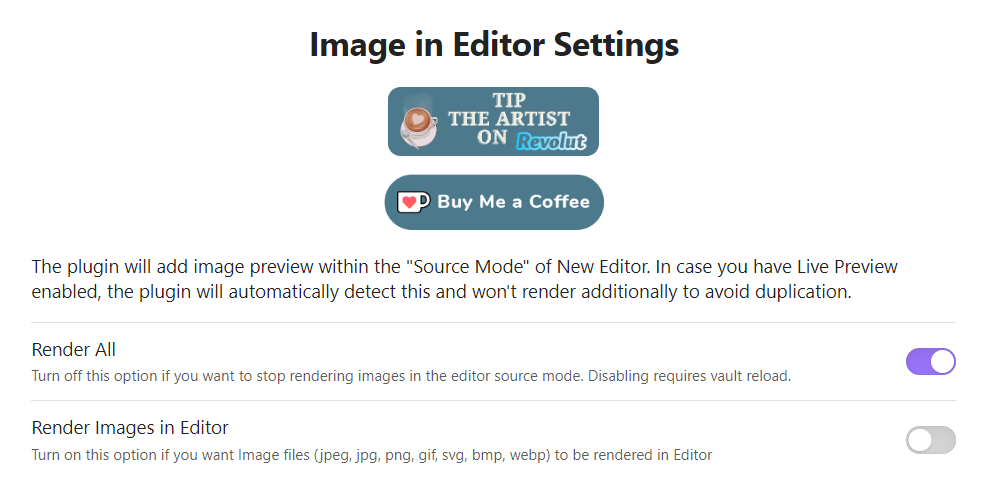 Image in Editor Settings
TIP
THE ARTIST
ON Revolut
Buy Me a Coffee
The plugin will add image preview within the "Source Mode" of New Editor. In case you have Live Preview
enabled, the plugin will automatically detect this and won't render additionally to avoid duplication.
Render All
Turn off this option if you want to stop rendering images in the editor source mode. Disabling requires vault reload.
Render Images in Editor
Turn on this option if you want Image files (jpeg, jpg, png, gif, svg, bmp, webp) to be rendered in Editor